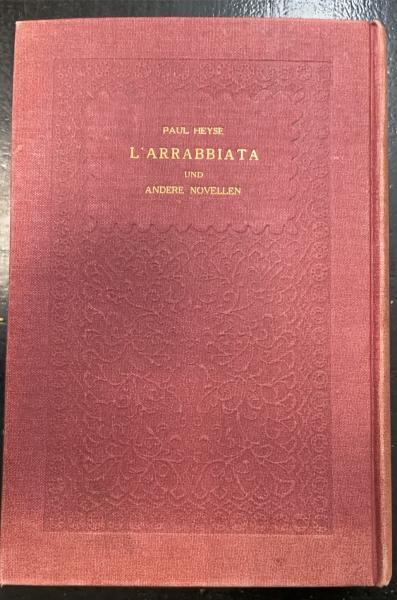 PAUL HEYSE
L'ARRABBIATA
UND
ANDERE NOVELLEN